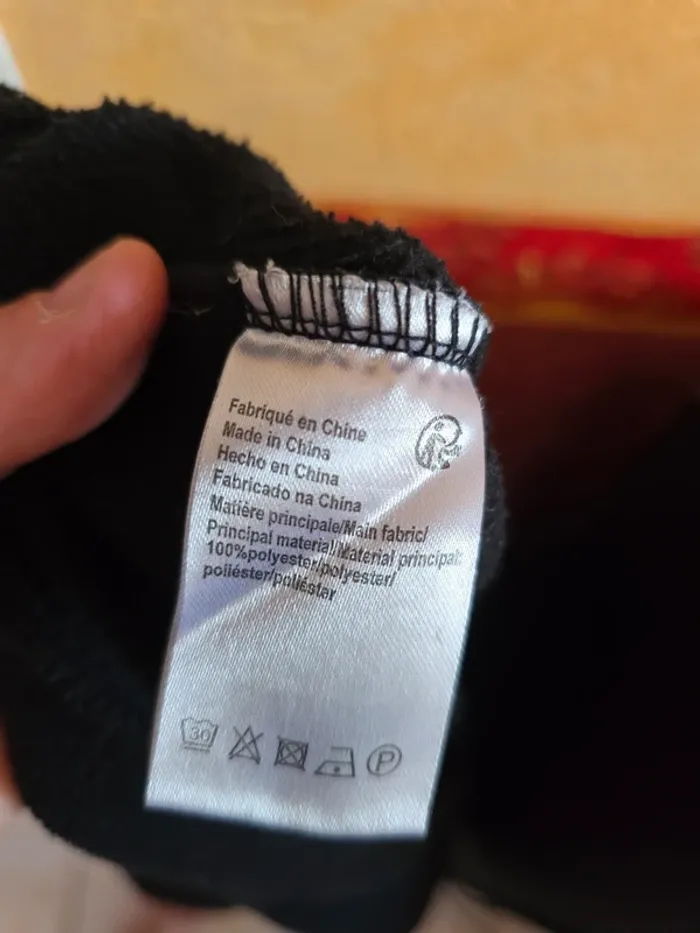 Fabriqué en Chine
Made in China
Hecho en China
Fabricado na China
Matière principale/Main fabric/
Principal material/Material principal:
100%polyester/polyester/
poliéster/poliéster
30
P